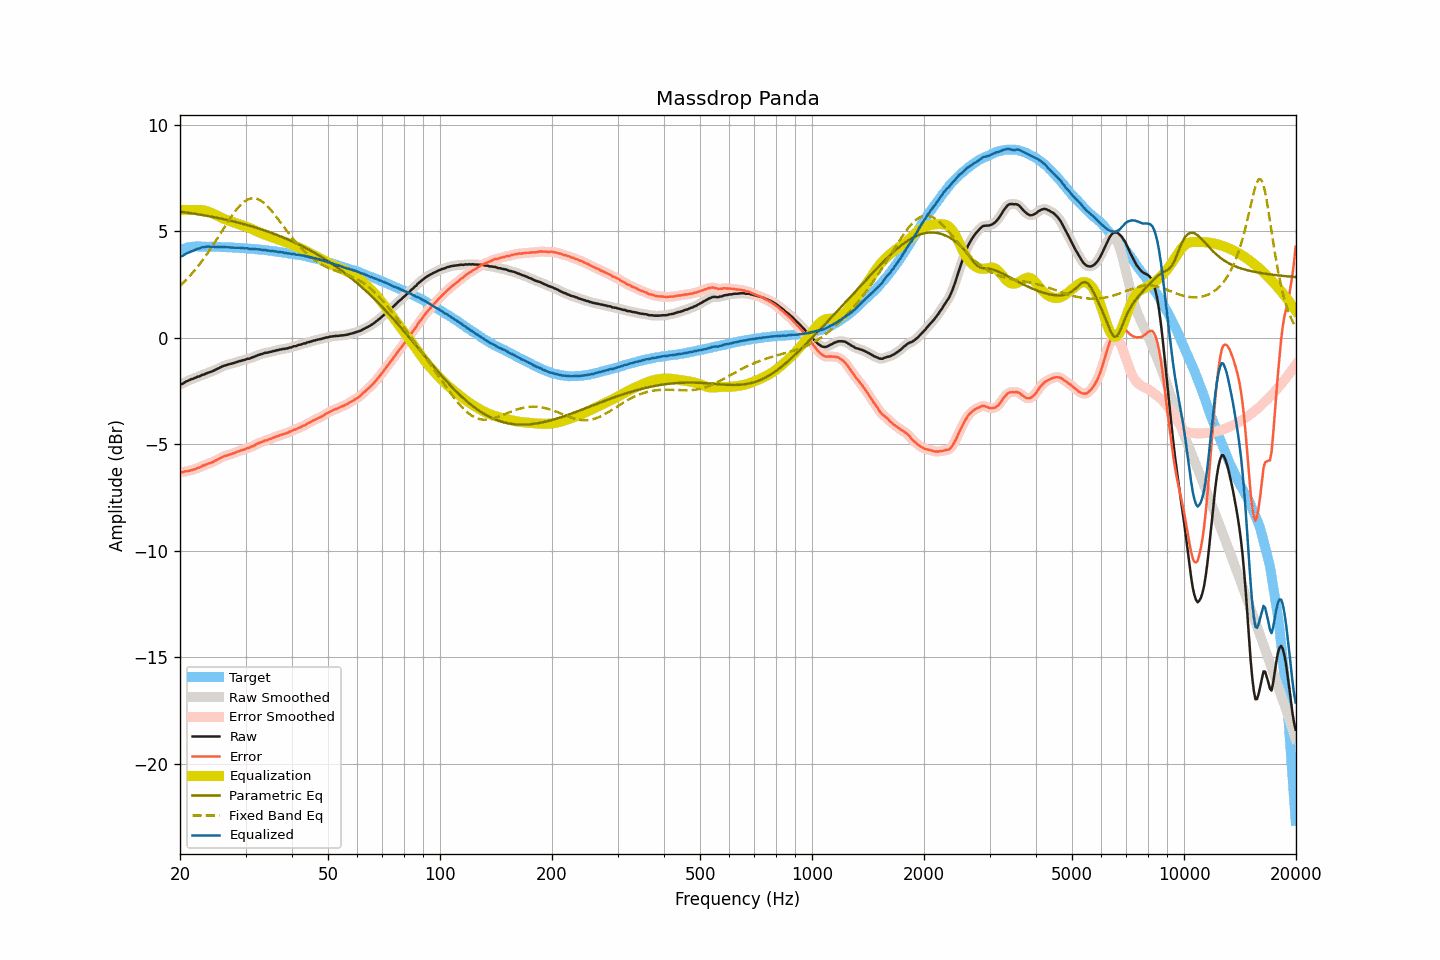 Massdrop Panda
10
5
0
−5
−10
−15
−20
Amplitude (dBr)
Target
Raw Smoothed
Error Smoothed
Raw
Error
Equalization
Parametric Eq
Fixed Band Eq
Equalized
20 50 100 200 500 1000 2000 5000 10000 20000
Frequency (Hz)